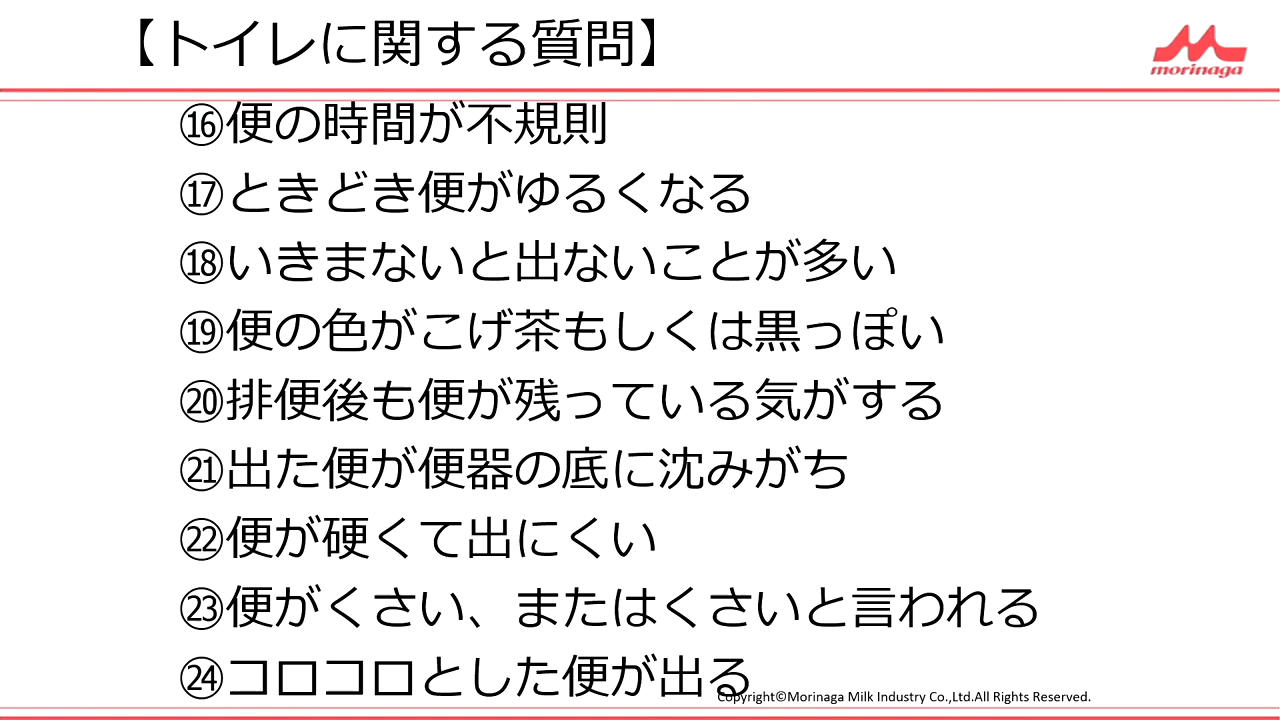 【トイレに関する質問】
morinaga
⑯便の時間が不規則
⑰ときどき便がゆるくなる
⑱いきまないと出ないことが多い
⑲便の色がこげ茶もしくは黒っぽい
⑳排便後も便が残っている気がする
㉑出た便が便器の底に沈みがち
㉒便が硬くて出にくい
㉓便がくさい、またはくさいと言われる
㉔コロコロとした便が出る
Copyright©Morinaga Milk Industry Co.,Ltd.All Rights Reserved.